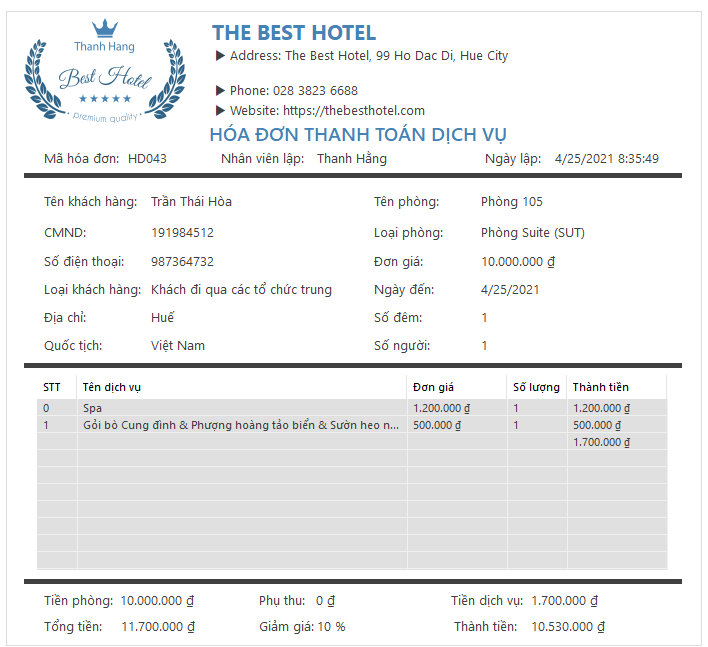 Thanh Hang
Best Hotel
premium quality
THE BEST HOTEL
▶ Address: The Best Hotel, 99 Ho Dac Di, Hue City
▶ Phone: 028 3823 6688
▶ Website: https://thebesthotel.com
HÓA ĐƠN THANH TOÁN DỊCH VỤ
Mã hóa đơn: HD043 Nhân viên lập: Thanh Hằng Ngày lập: 4/25/2021 8:35:49
Tên khách hàng: Trần Thái Hòa Tên phòng: Phòng 105
CMND: 191984512 Loại phòng: Phòng Suite (SUT)
Số điện thoại: 987364732 Đơn giá: 10.000.000 ₫
Loại khách hàng: Khách đi qua các tổ chức trung Ngày đến: 4/25/2021
Địa chỉ: Huế Số đêm: 1
Quốc tịch: Việt Nam Số người: 1
STT Tên dịch vụ Đơn giá Số lượng Thành tiền
0 Spa 1.200.000 ₫ 1 1.200.000 ₫
1 Gỏi bò Cung đình & Phượng hoàng tảo biển & Sườn heo n... 500.000 ₫ 1 500.000 ₫
1.700.000 ₫
Tiền phòng: 10.000.000 ₫ Phụ thu: 0 ₫ Tiền dịch vụ: 1.700.000 ₫
Tổng tiền: 11.700.000 ₫ Giảm giá: 10 % Thành tiền: 10.530.000 ₫